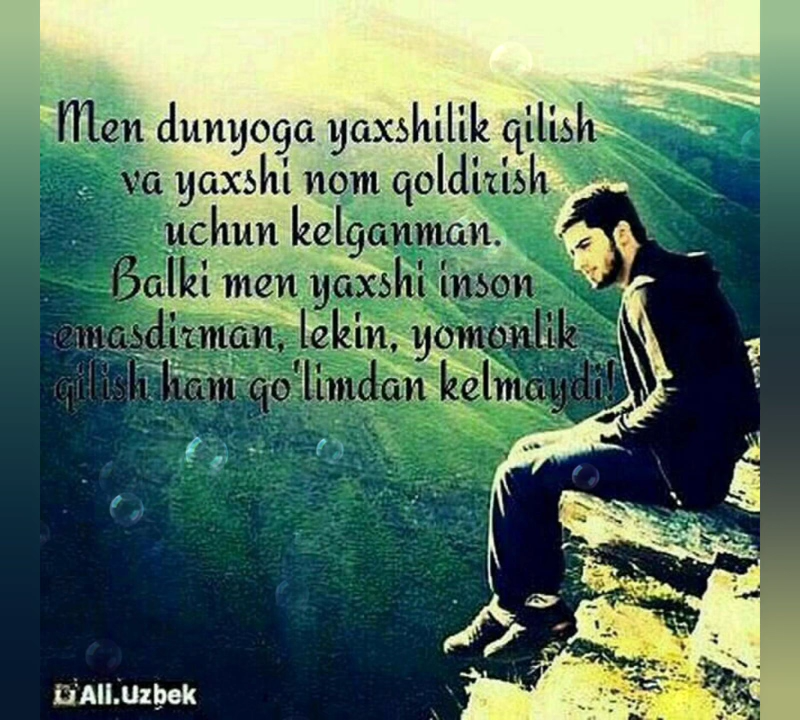 Men dunyoga yaxshilik qilish
va yaxshi nom qoldirish
uchun kelganman.
Balki men yaxshi inson
emasdirman, lekin, yomonlik
qilish ham qo'limdan kelmaydi!
Ali.Uzbek